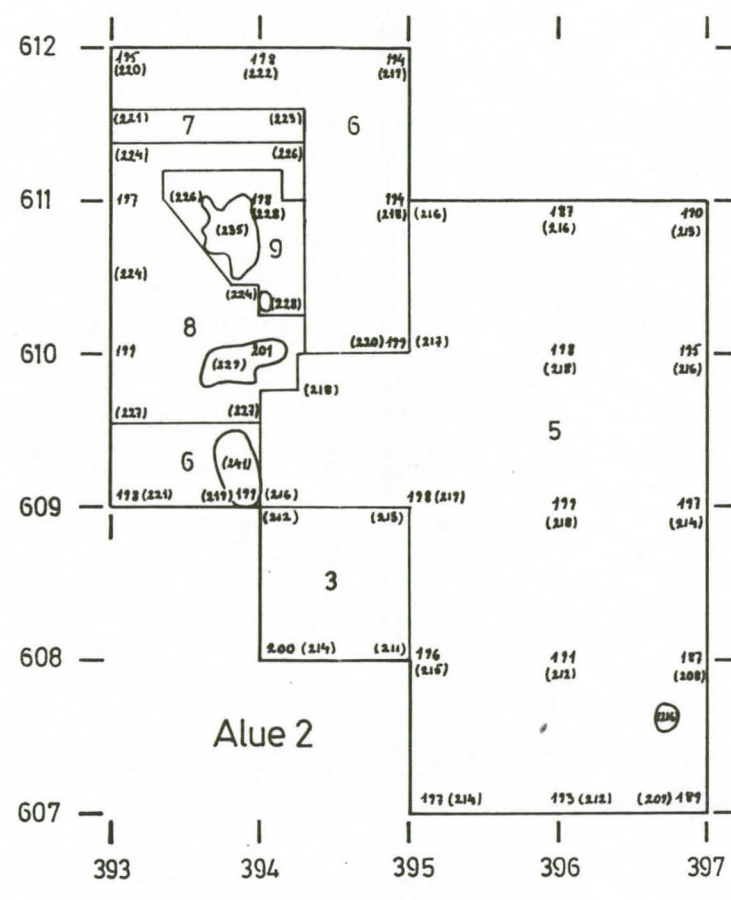 612
195 198 194
(220) (222) (217)
(221) 7 (223) 6
(224) (226)
611 197 (226) 198 194 187 190
(228) (218) (216) (216) (213)
(235)
9
(224)
(224) (228)
8
610 199 201 (220) 199 (217) 198 195
(229) (218) (216)
(218)
(227) (227)
5
6 (241)
609 198 (221) (219) 199 (216) 198 (217) 199 197
(212) (215) (218) (214)
3
608 200 (214) (211) 196 191 187
(215) (212) (208)
Alue 2
607 197 (214) 193 (212) (209) 189
393 394 395 396 397